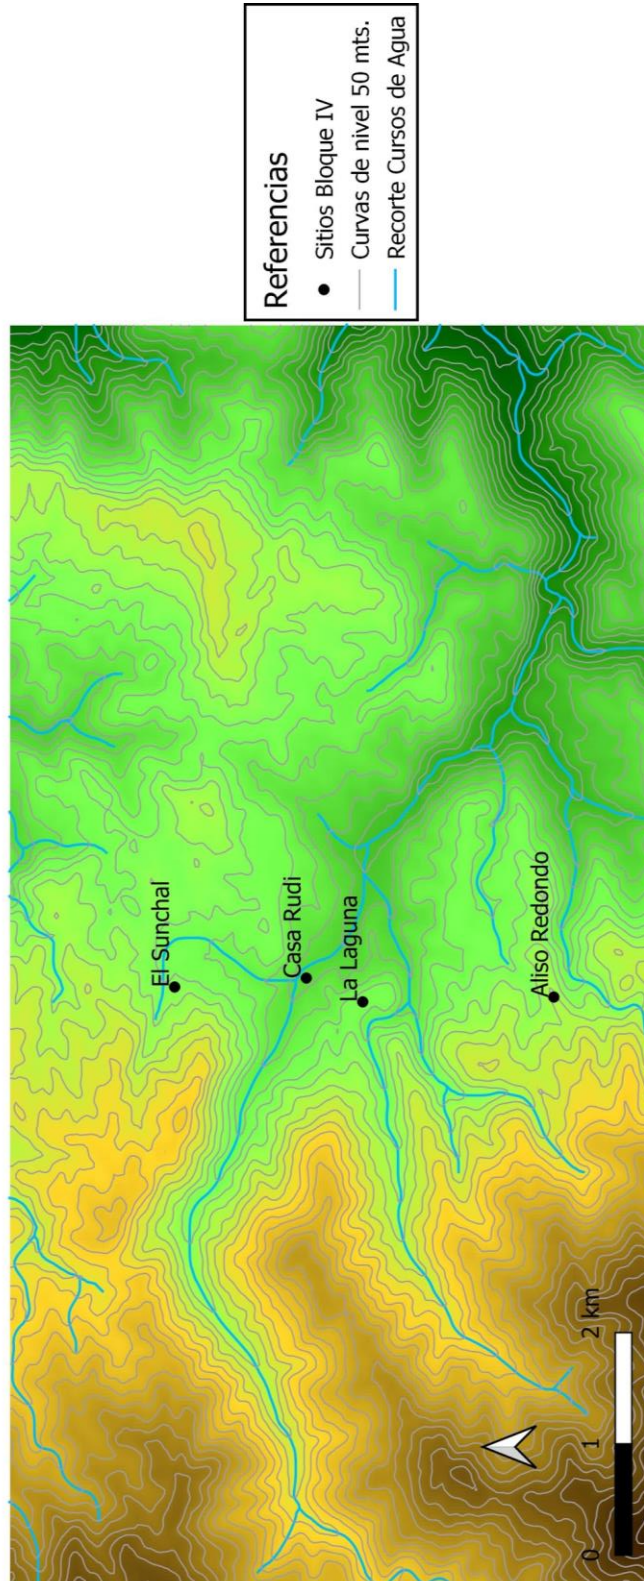 Referencias
Sitios Bloque IV
Curvas de nivel 50 mts.
Recorte Cursos de Agua
El Sunchal
Casa Rudi
La Laguna
Aliso Redondo
0 1 2 km